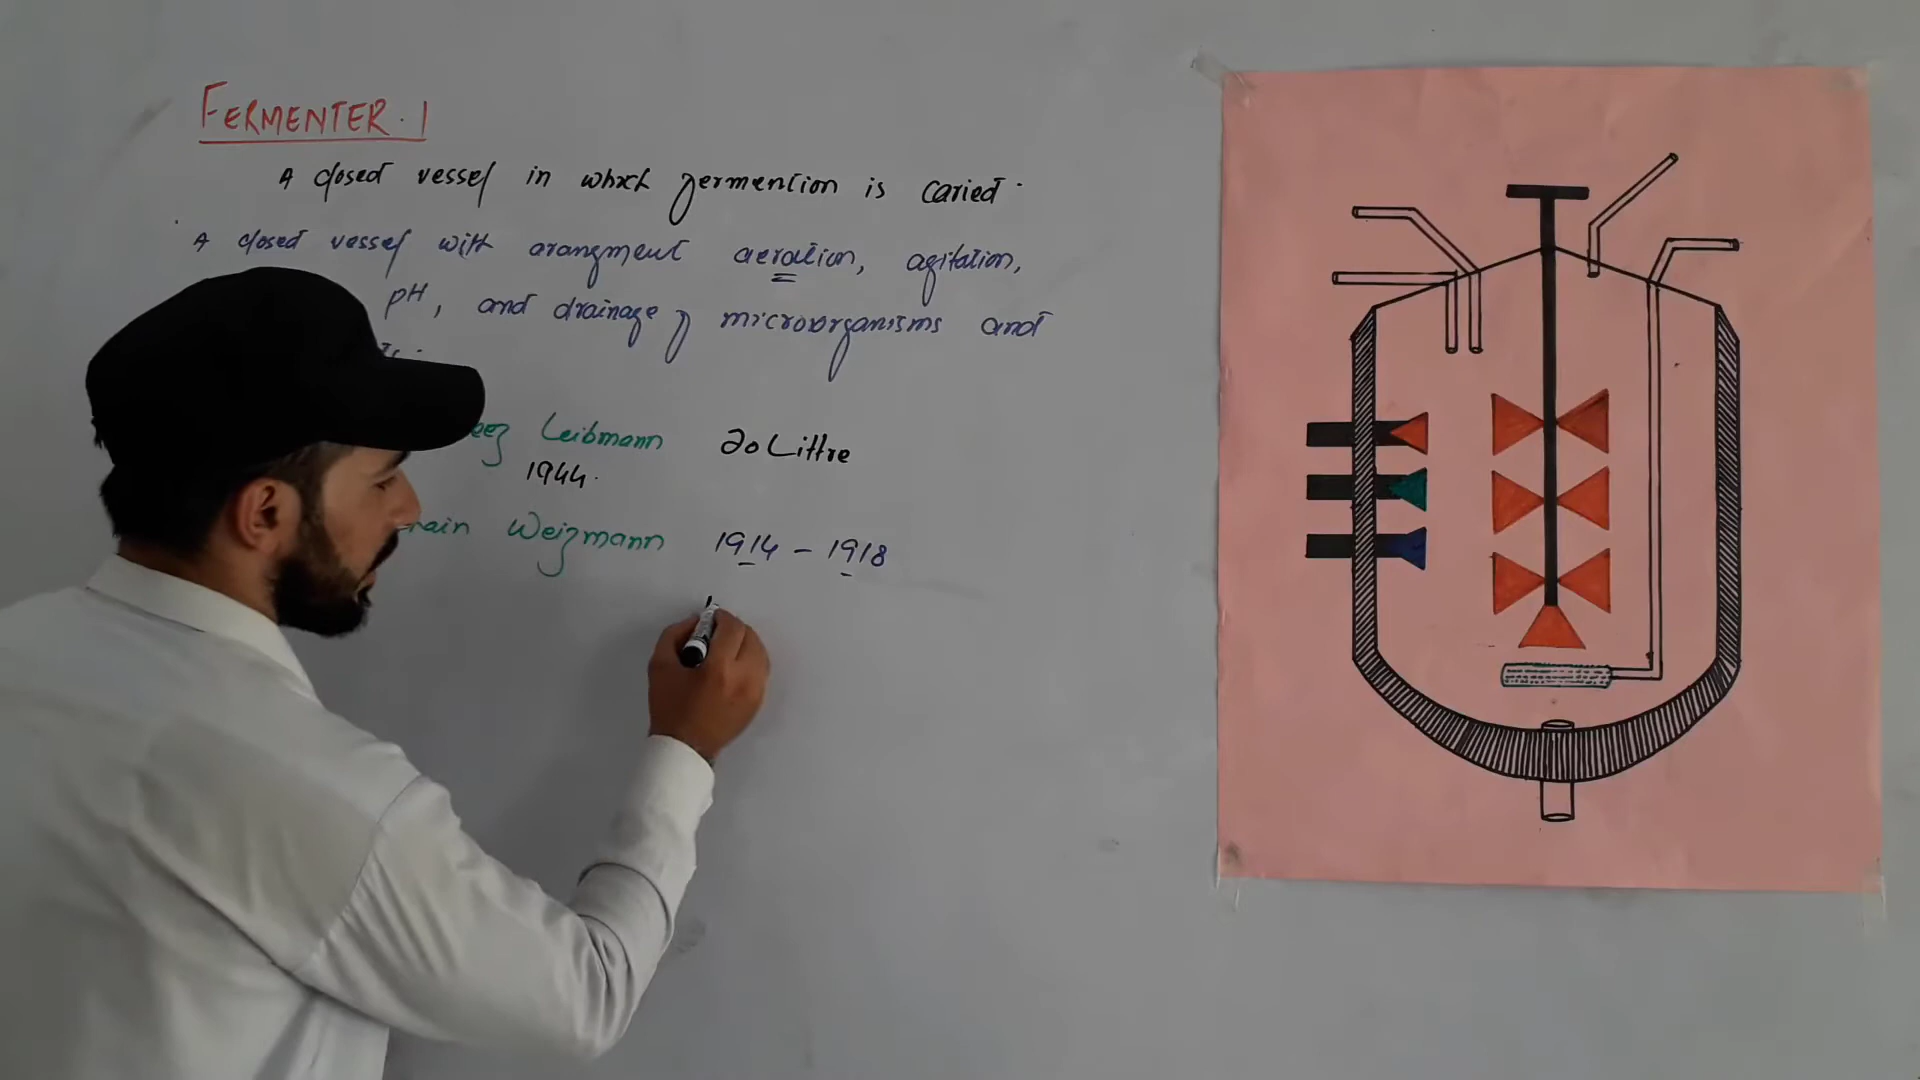 FERMENTER.
A closed vessel in which fermention is caried.
A closed vessel with arangment aeration, agitation,
pH, and drainage of microorganisms and
Leibmann 20 Littre
1944.
Weizmann 1914 - 1918